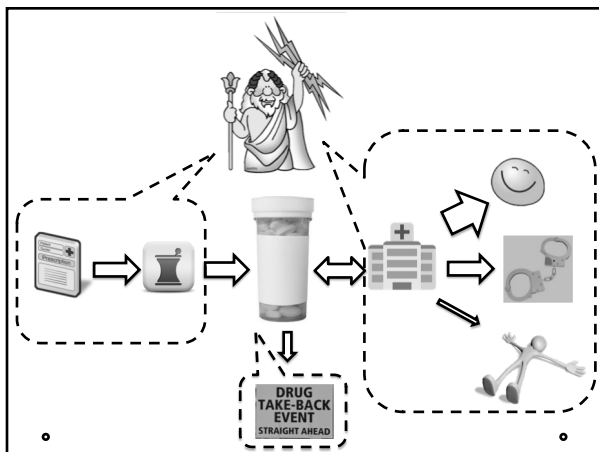 Prescription
DRUG
TAKE-BACK
EVENT
STRAIGHT AHEAD